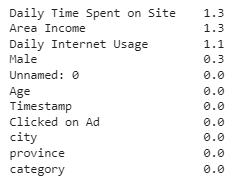 Daily Time Spent on Site 1.3
Area Income 1.3
Daily Internet Usage 1.1
Male 0.3
Unnamed: 0 0.0
Age 0.0
Timestamp 0.0
Clicked on Ad 0.0
city 0.0
province 0.0
category 0.0